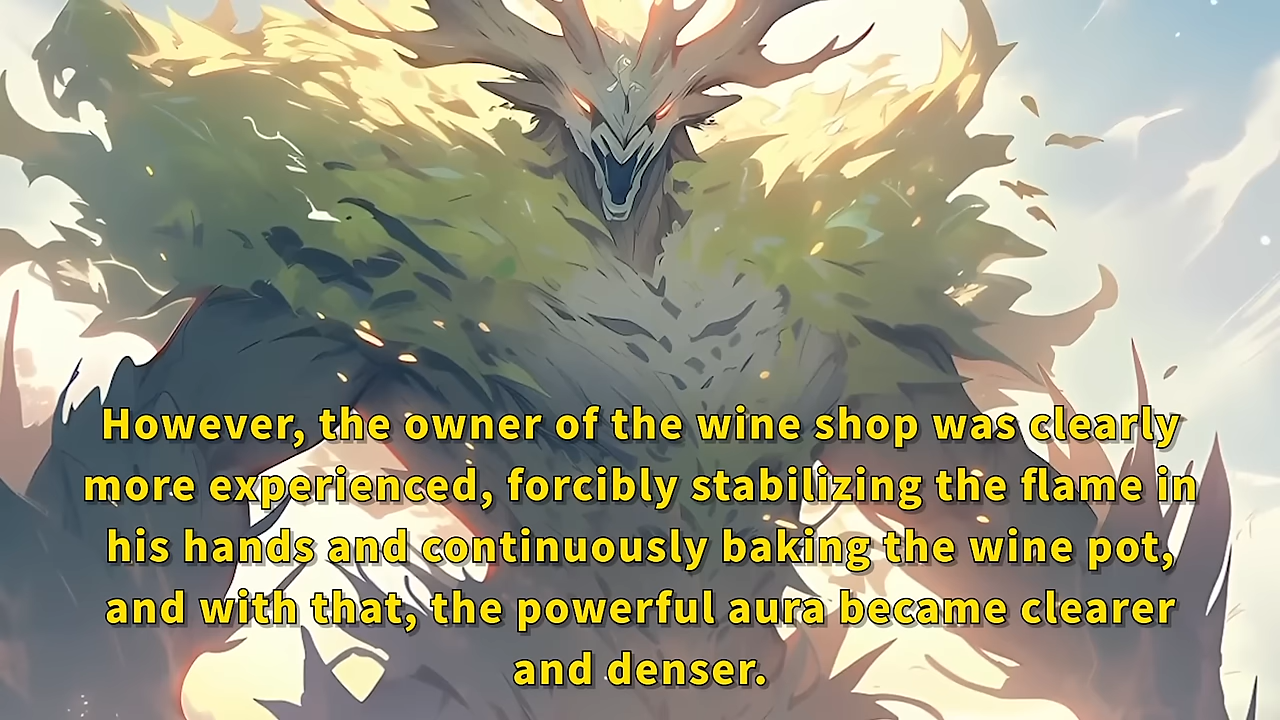 However, the owner of the wine shop was clearly
more experienced, forcibly stabilizing the flame in
his hands and continuously baking the wine pot,
and with that, the powerful aura became clearer
and denser.